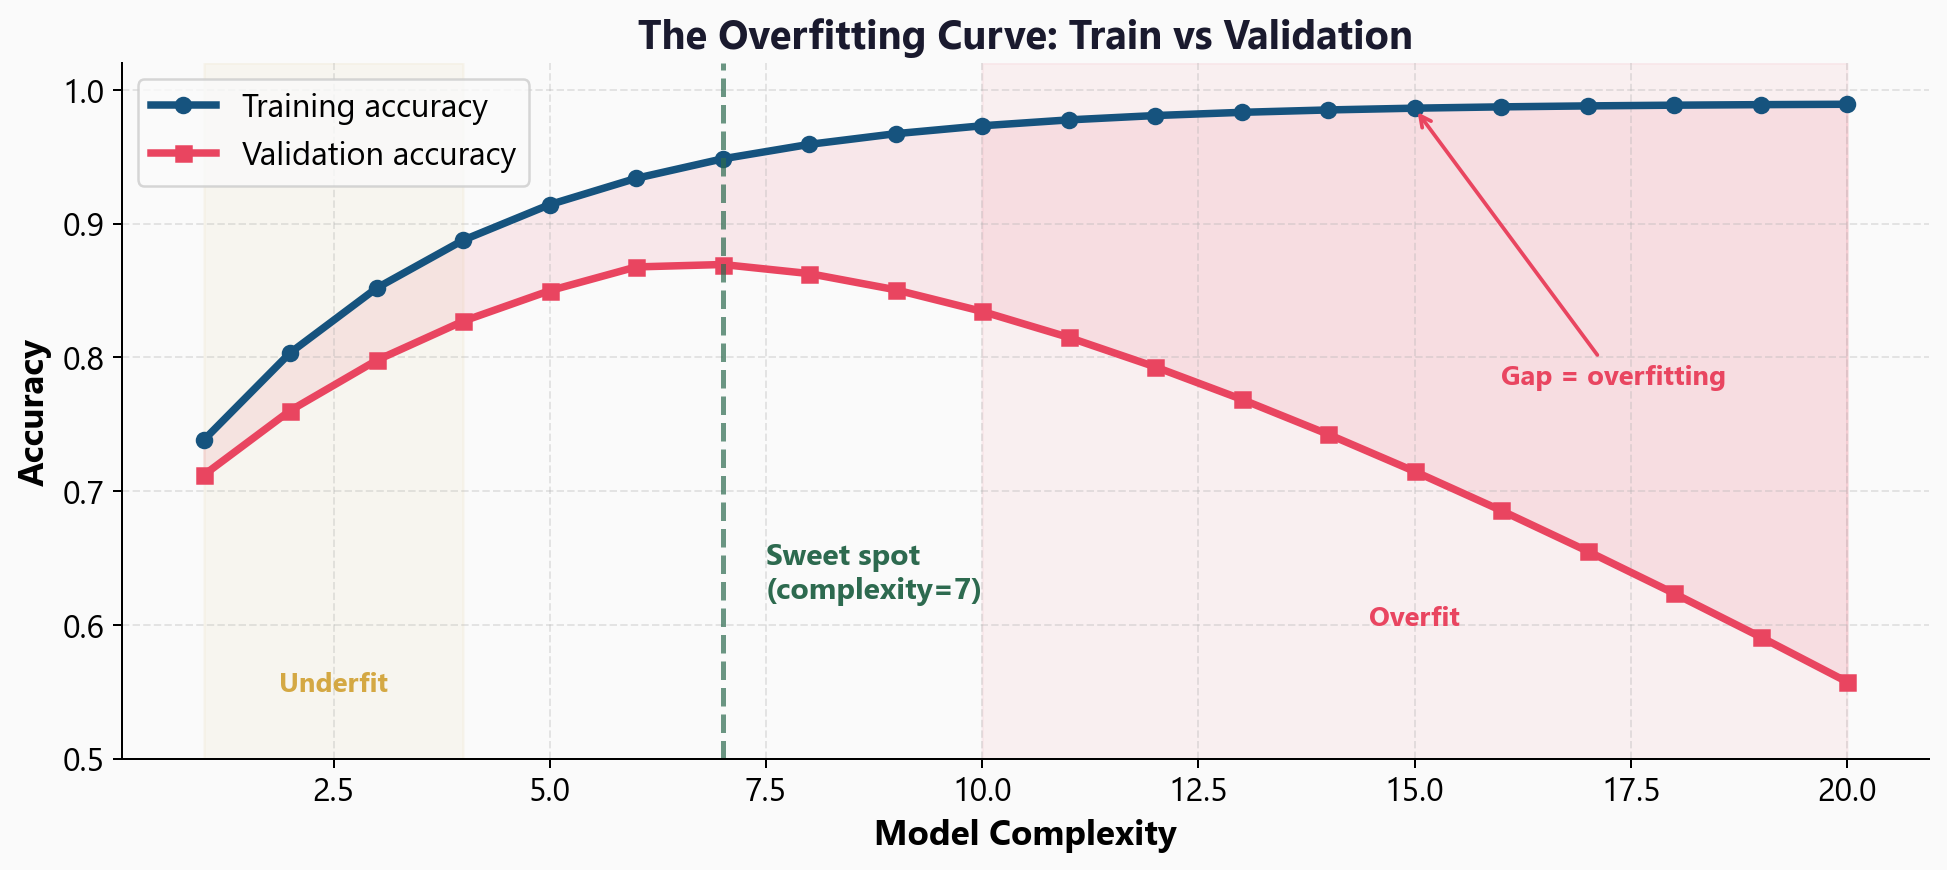 The Overfitting Curve: Train vs Validation
Training accuracy
Validation accuracy
Accuracy
1.0
0.9
0.8
0.7
0.6
0.5
Gap = overfitting
Sweet spot
(complexity=7)
Overfit
Underfit
2.5 5.0 7.5 10.0 12.5 15.0 17.5 20.0
Model Complexity